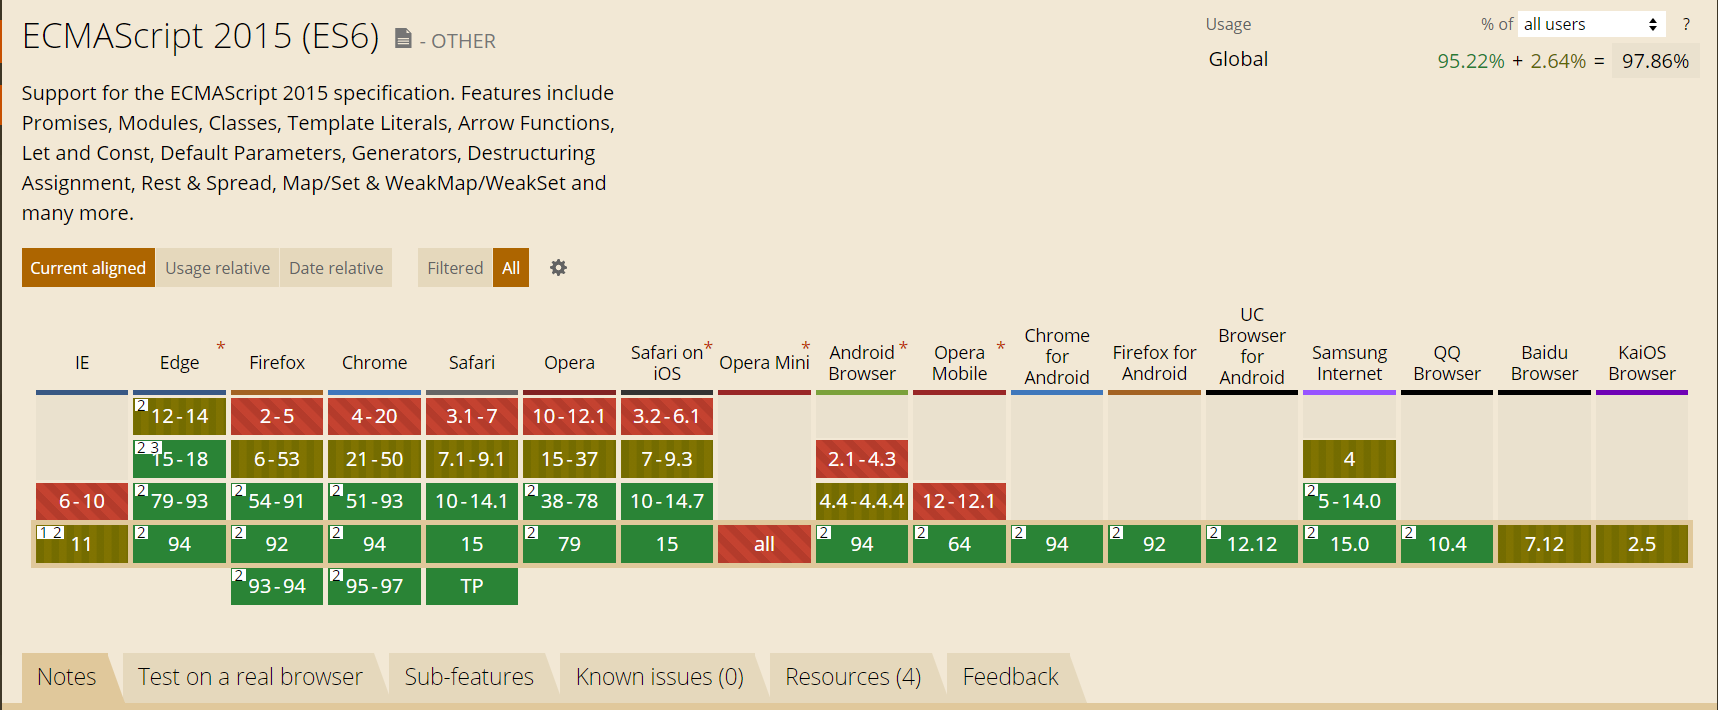 ECMAScript 2015 (ES6) - OTHER
Usage % of all users ?
Global 95.22% + 2.64% = 97.86%
Support for the ECMAScript 2015 specification. Features include
Promises, Modules, Classes, Template Literals, Arrow Functions,
Let and Const, Default Parameters, Generators, Destructuring
Assignment, Rest & Spread, Map/Set & WeakMap/WeakSet and
many more.
Current aligned Usage relative Date relative Filtered All
IE
Edge *
Firefox
Chrome
Safari
Opera
Safari on *
iOS
Opera Mini *
Android *
Browser
Opera *
Mobile
Chrome
for
Android
Firefox for
Android
UC
Browser
for
Android
Samsung
Internet
QQ
Browser
Baidu
Browser
KaiOS
Browser
2 12-14 2-5 4-20 3.1-7 10-12.1 3.2-6.1
2 3 15-18 6-53 21-50 7.1-9.1 15-37 7-9.3 2.1-4.3 4
6-10 2 79-93 2 54-91 2 51-93 10-14.1 2 38-78 10-14.7 4.4-4.4.4 12-12.1 2 5-14.0
1 2 11 2 94 2 92 2 94 15 2 79 15 all 2 94 2 64 2 94 2 92 2 12.12 2 15.0 2 10.4 7.12 2.5
2 93-94 2 95-97 TP
Notes Test on a real browser Sub-features Known issues (0) Resources (4) Feedback